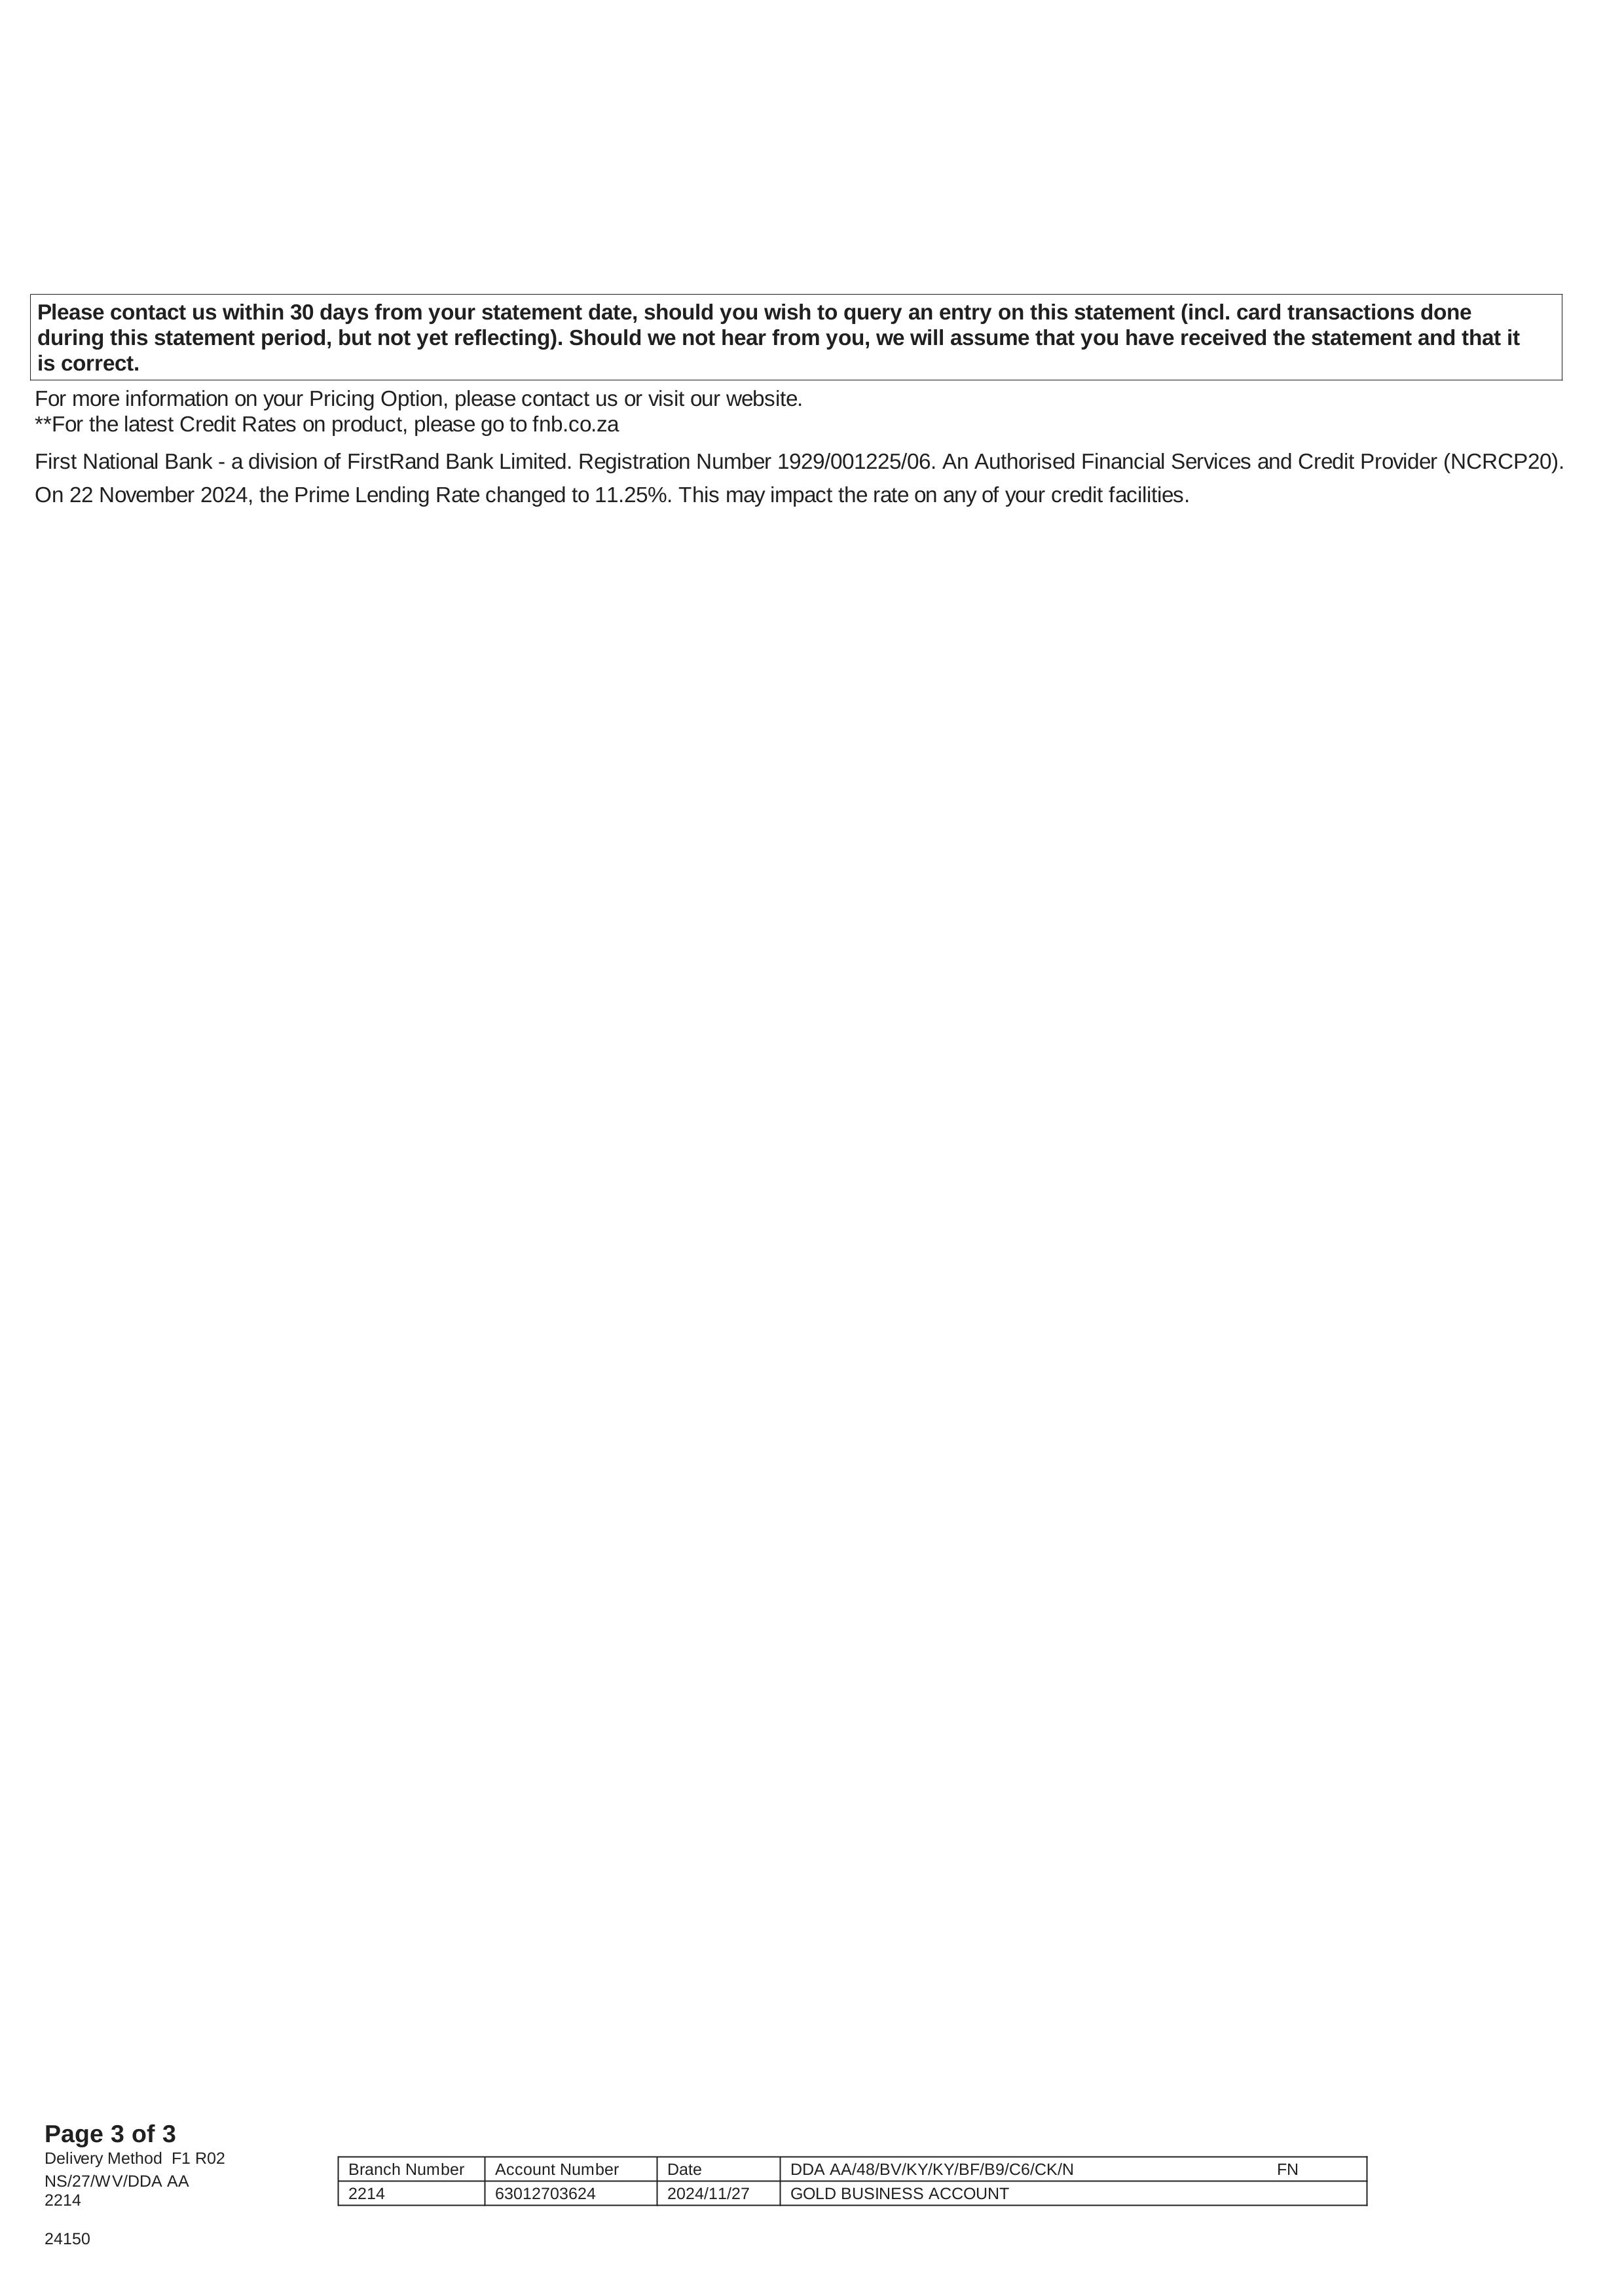 Please contact us within 30 days from your statement date, should you wish to query an entry on this statement (incl. card transactions done
during this statement period, but not yet reflecting). Should we not hear from you, we will assume that you have received the statement and that it
is correct.
For more information on your Pricing Option, please contact us or visit our website.
**For the latest Credit Rates on product, please go to fnb.co.za
First National Bank - a division of FirstRand Bank Limited. Registration Number 1929/001225/06. An Authorised Financial Services and Credit Provider (NCRCP20).
On 22 November 2024, the Prime Lending Rate changed to 11.25%. This may impact the rate on any of your credit facilities.
Page 3 of 3
Delivery Method F1 R02
NS/27/WV/DDA AA
2214
24150
Branch Number Account Number Date DDA AA/48/BV/KY/KY/BF/B9/C6/CK/N FN
2214 63012703624 2024/11/27 GOLD BUSINESS ACCOUNT